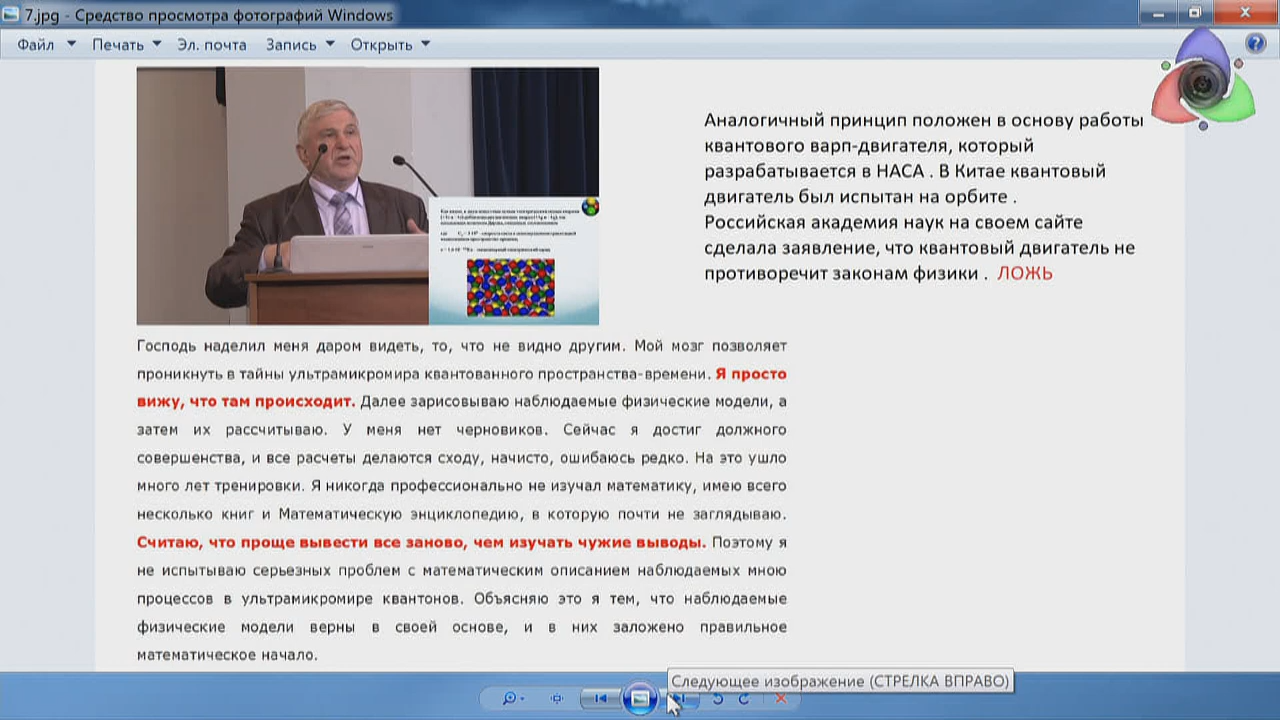 7.jpg - Средство просмотра фотографий Windows
Файл Печать Эл. почта Запись Открыть
Аналогичный принцип положен в основу работы
квантового варп-двигателя, который
разрабатывается в НАСА . В Китае квантовый
двигатель был испытан на орбите .
Российская академия наук на своем сайте
сделала заявление, что квантовый двигатель не
противоречит законам физики . ЛОЖЬ
Господь наделил меня даром видеть, то, что не видно другим. Мой мозг позволяет
проникнуть в тайны ультрамикромира квантованного пространства-времени. Я просто
вижу, что там происходит. Далее зарисовываю наблюдаемые физические модели, а
затем их рассчитываю. У меня нет черновиков. Сейчас я достиг должного
совершенства, и все расчеты делаются сходу, начисто, ошибаюсь редко. На это ушло
много лет тренировки. Я никогда профессионально не изучал математику, имею всего
несколько книг и Математическую энциклопедию, в которую почти не заглядываю.
Считаю, что проще вывести все заново, чем изучать чужие выводы. Поэтому я
не испытываю серьезных проблем с математическим описанием наблюдаемых мною
процессов в ультрамикромире квантонов. Объясняю это я тем, что наблюдаемые
физические модели верны в своей основе, и в них заложено правильное
математическое начало.
Следующее изображение (СТРЕЛКА ВПРАВО)